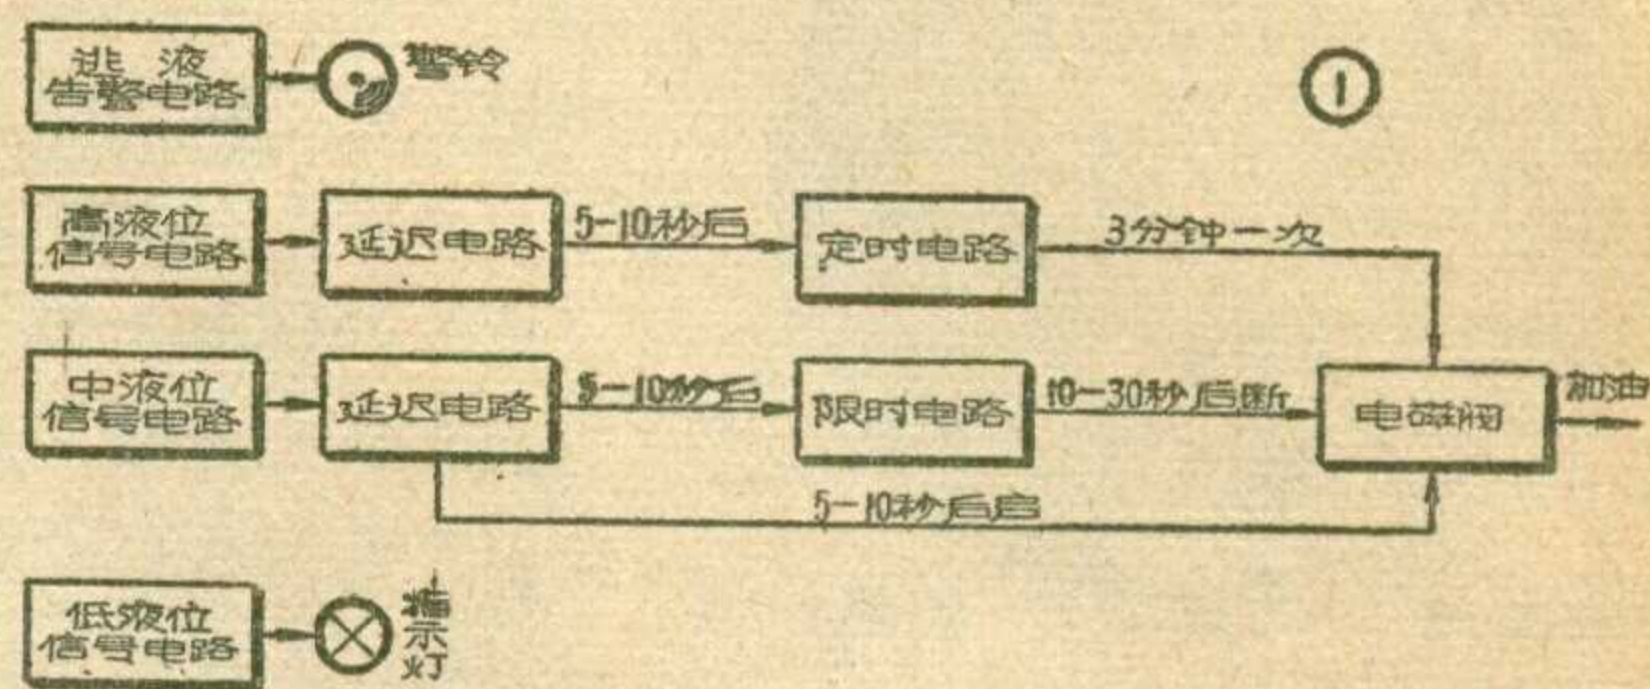 逃 液
告警电路
警铃
①
高液位
信号电路
延迟电路
5-10秒后
定时电路
3分钟一次
中液位
信号电路
延迟电路
5-10秒后
限时电路
10-30秒后断
电磁阀
加油
5-10秒后启
低液位
信号电路
示灯